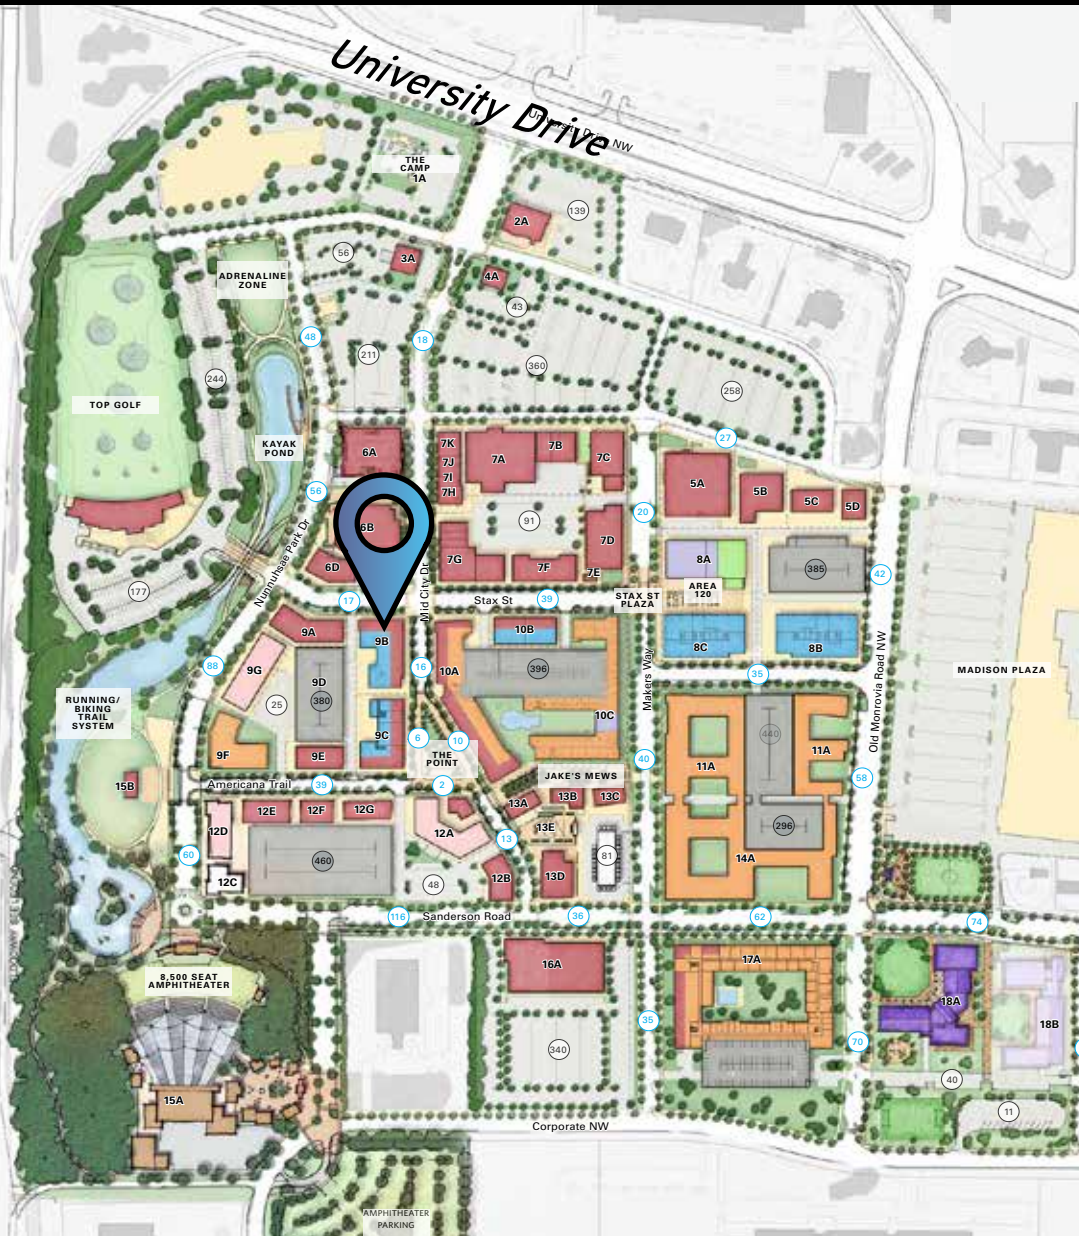 University Drive
University Drive NW
THE
CAMP
1A
2A
139
56
3A
4A
ADRENALINE
ZONE
43
48
18
211
360
244
258
TOP GOLF
27
KAYAK
POND
6A
7K
7J
7I
7H
7A
7B
7C
5A
5B
5C
5D
56
20
91
6B
7D
Nunnuhsae Park Dr
6D
7G
7F
7E
8A
385
42
177
Mid City Dr
AREA
120
17
Stax St
39
STAX ST
PLAZA
9A
9B
10B
8C
8B
88
9G
9D
16
10A
396
35
MADISON PLAZA
Makers Way
Old Monrovia Road NW
380
25
RUNNING/
BIKING
TRAIL
SYSTEM
10C
9F
9E
9C
6
10
THE
POINT
440
11A
11A
40
58
JAKE'S MEWS
15B
Americana Trail
39
2
12E
12F
12G
13A
13B
13C
12D
12A
13
13E
296
60
460
81
14A
12C
48
12B
13D
116
Sanderson Road
36
62
74
8,500 SEAT
AMPHITHEATER
16A
17A
18A
18B
35
70
340
40
15A
11
Corporate NW
AMPHITHEATER
PARKING